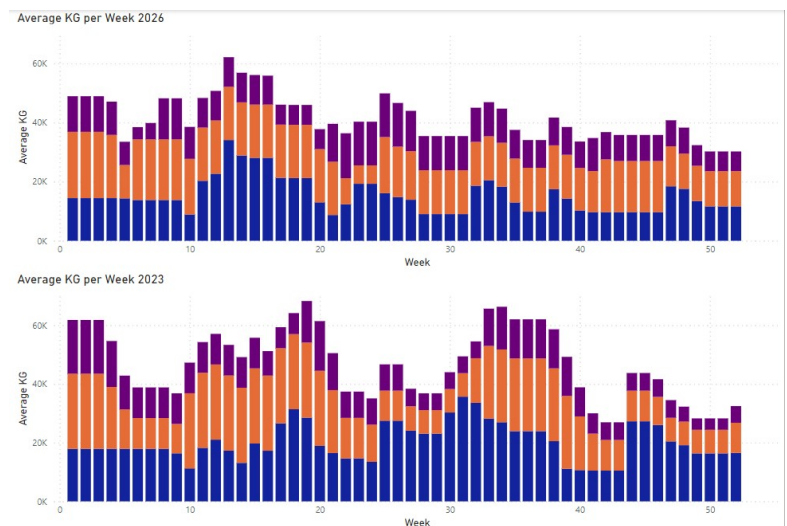 Average KG per Week 2026
60K
40K
20K
0K
Average KG
0
10
20
30
40
50
Week
Average KG per Week 2023
60K
40K
20K
0K
Average KG
0
10
20
30
40
50
Week